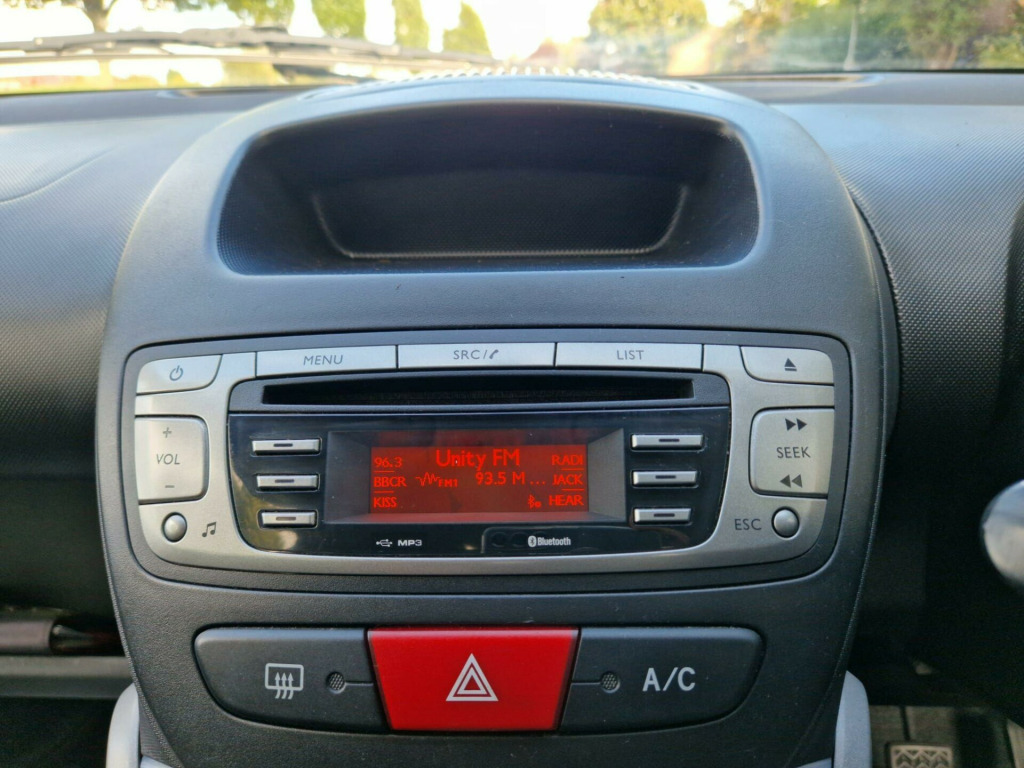 MENU SRC/ LIST
+
VOL
-
SEEK
ESC
96.3 Unity FM RADI
BBCR FM1 93.5 M ... JACK
KISS HEAR
MP3 Bluetooth
A/C